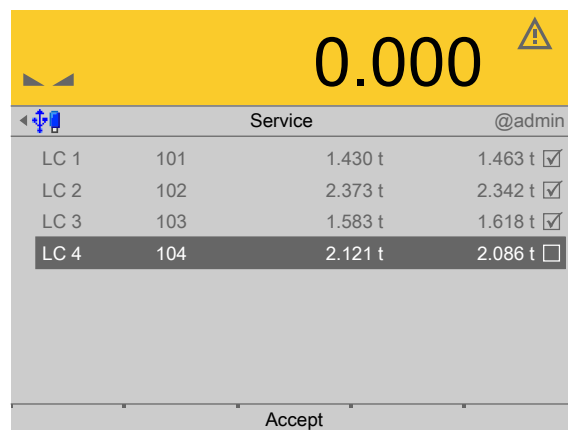 0.000
Service @admin
LC 1 101 1.430 t 1.463 t
LC 2 102 2.373 t 2.342 t
LC 3 103 1.583 t 1.618 t
LC 4 104 2.121 t 2.086 t
Accept